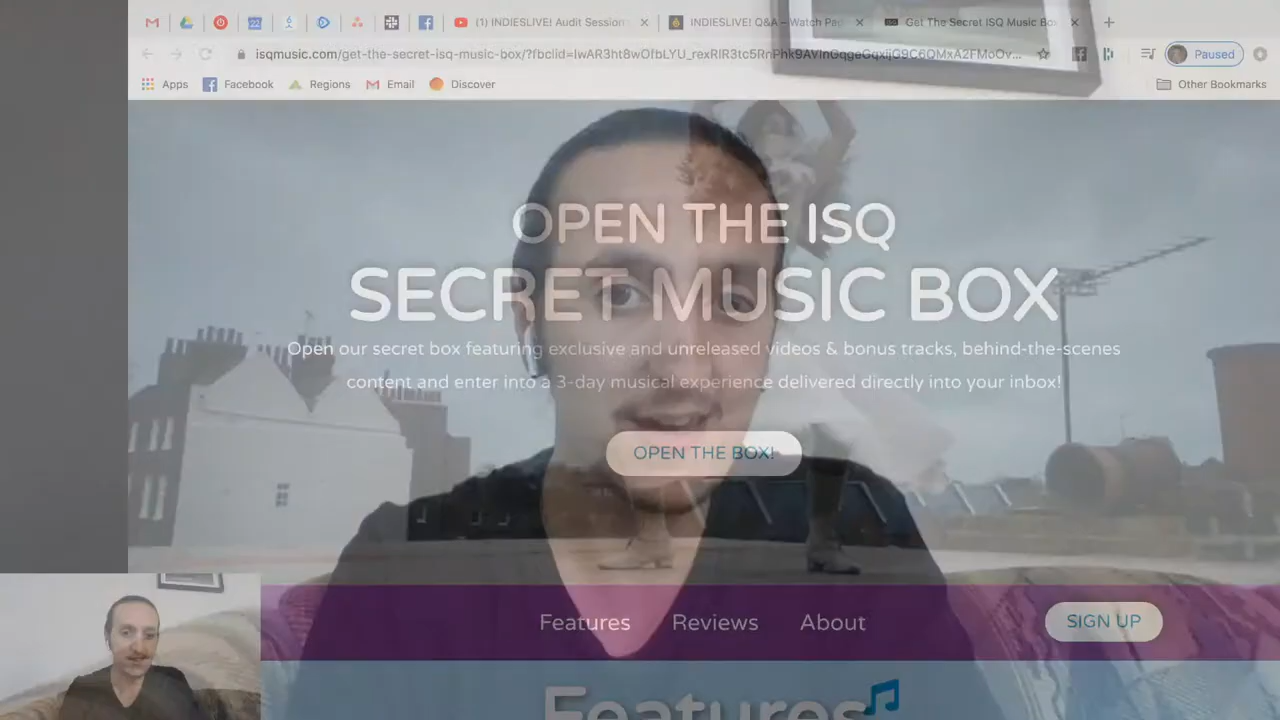 (1) INDIESLIVE! Audit Session
INDIESLIVE! Q&A – Watch Pag
Get The Secret ISQ Music Bo
isqmusic.com/get-the-secret-isq-music-box/
Paused
Apps
Facebook
Regions
Email
Discover
Other Bookmarks
OPEN THE ISQ
SECRET MUSIC BOX
Open our secret box featuring exclusive and unreleased videos & bonus tracks, behind-the-scenes
content and enter into a 3-day musical experience delivered directly into your inbox!
OPEN THE BOX!
Features
Reviews
About
SIGN UP
Features